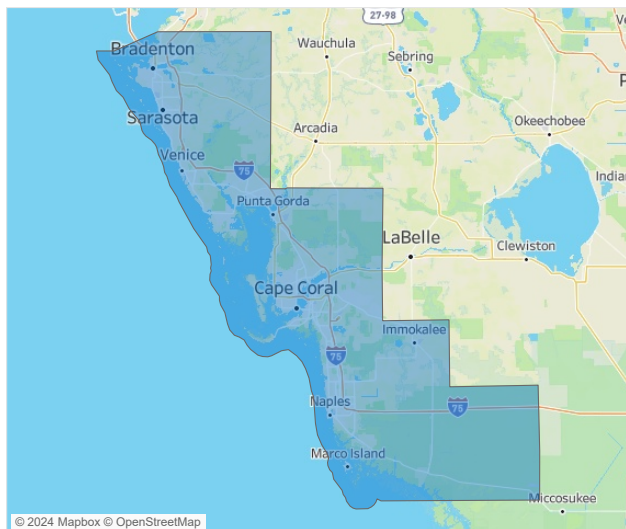 27-98
Ve
Bradenton
Wauchula
Sebring
P
Sarasota
Okeechobee
Arcadia
Venice
75
Indian
Punta Gorda
LaBelle
Clewiston
Cape Coral
Immokalee
75
Naples
75
Marco Island
Miccosukee
© 2024 Mapbox © OpenStreetMap